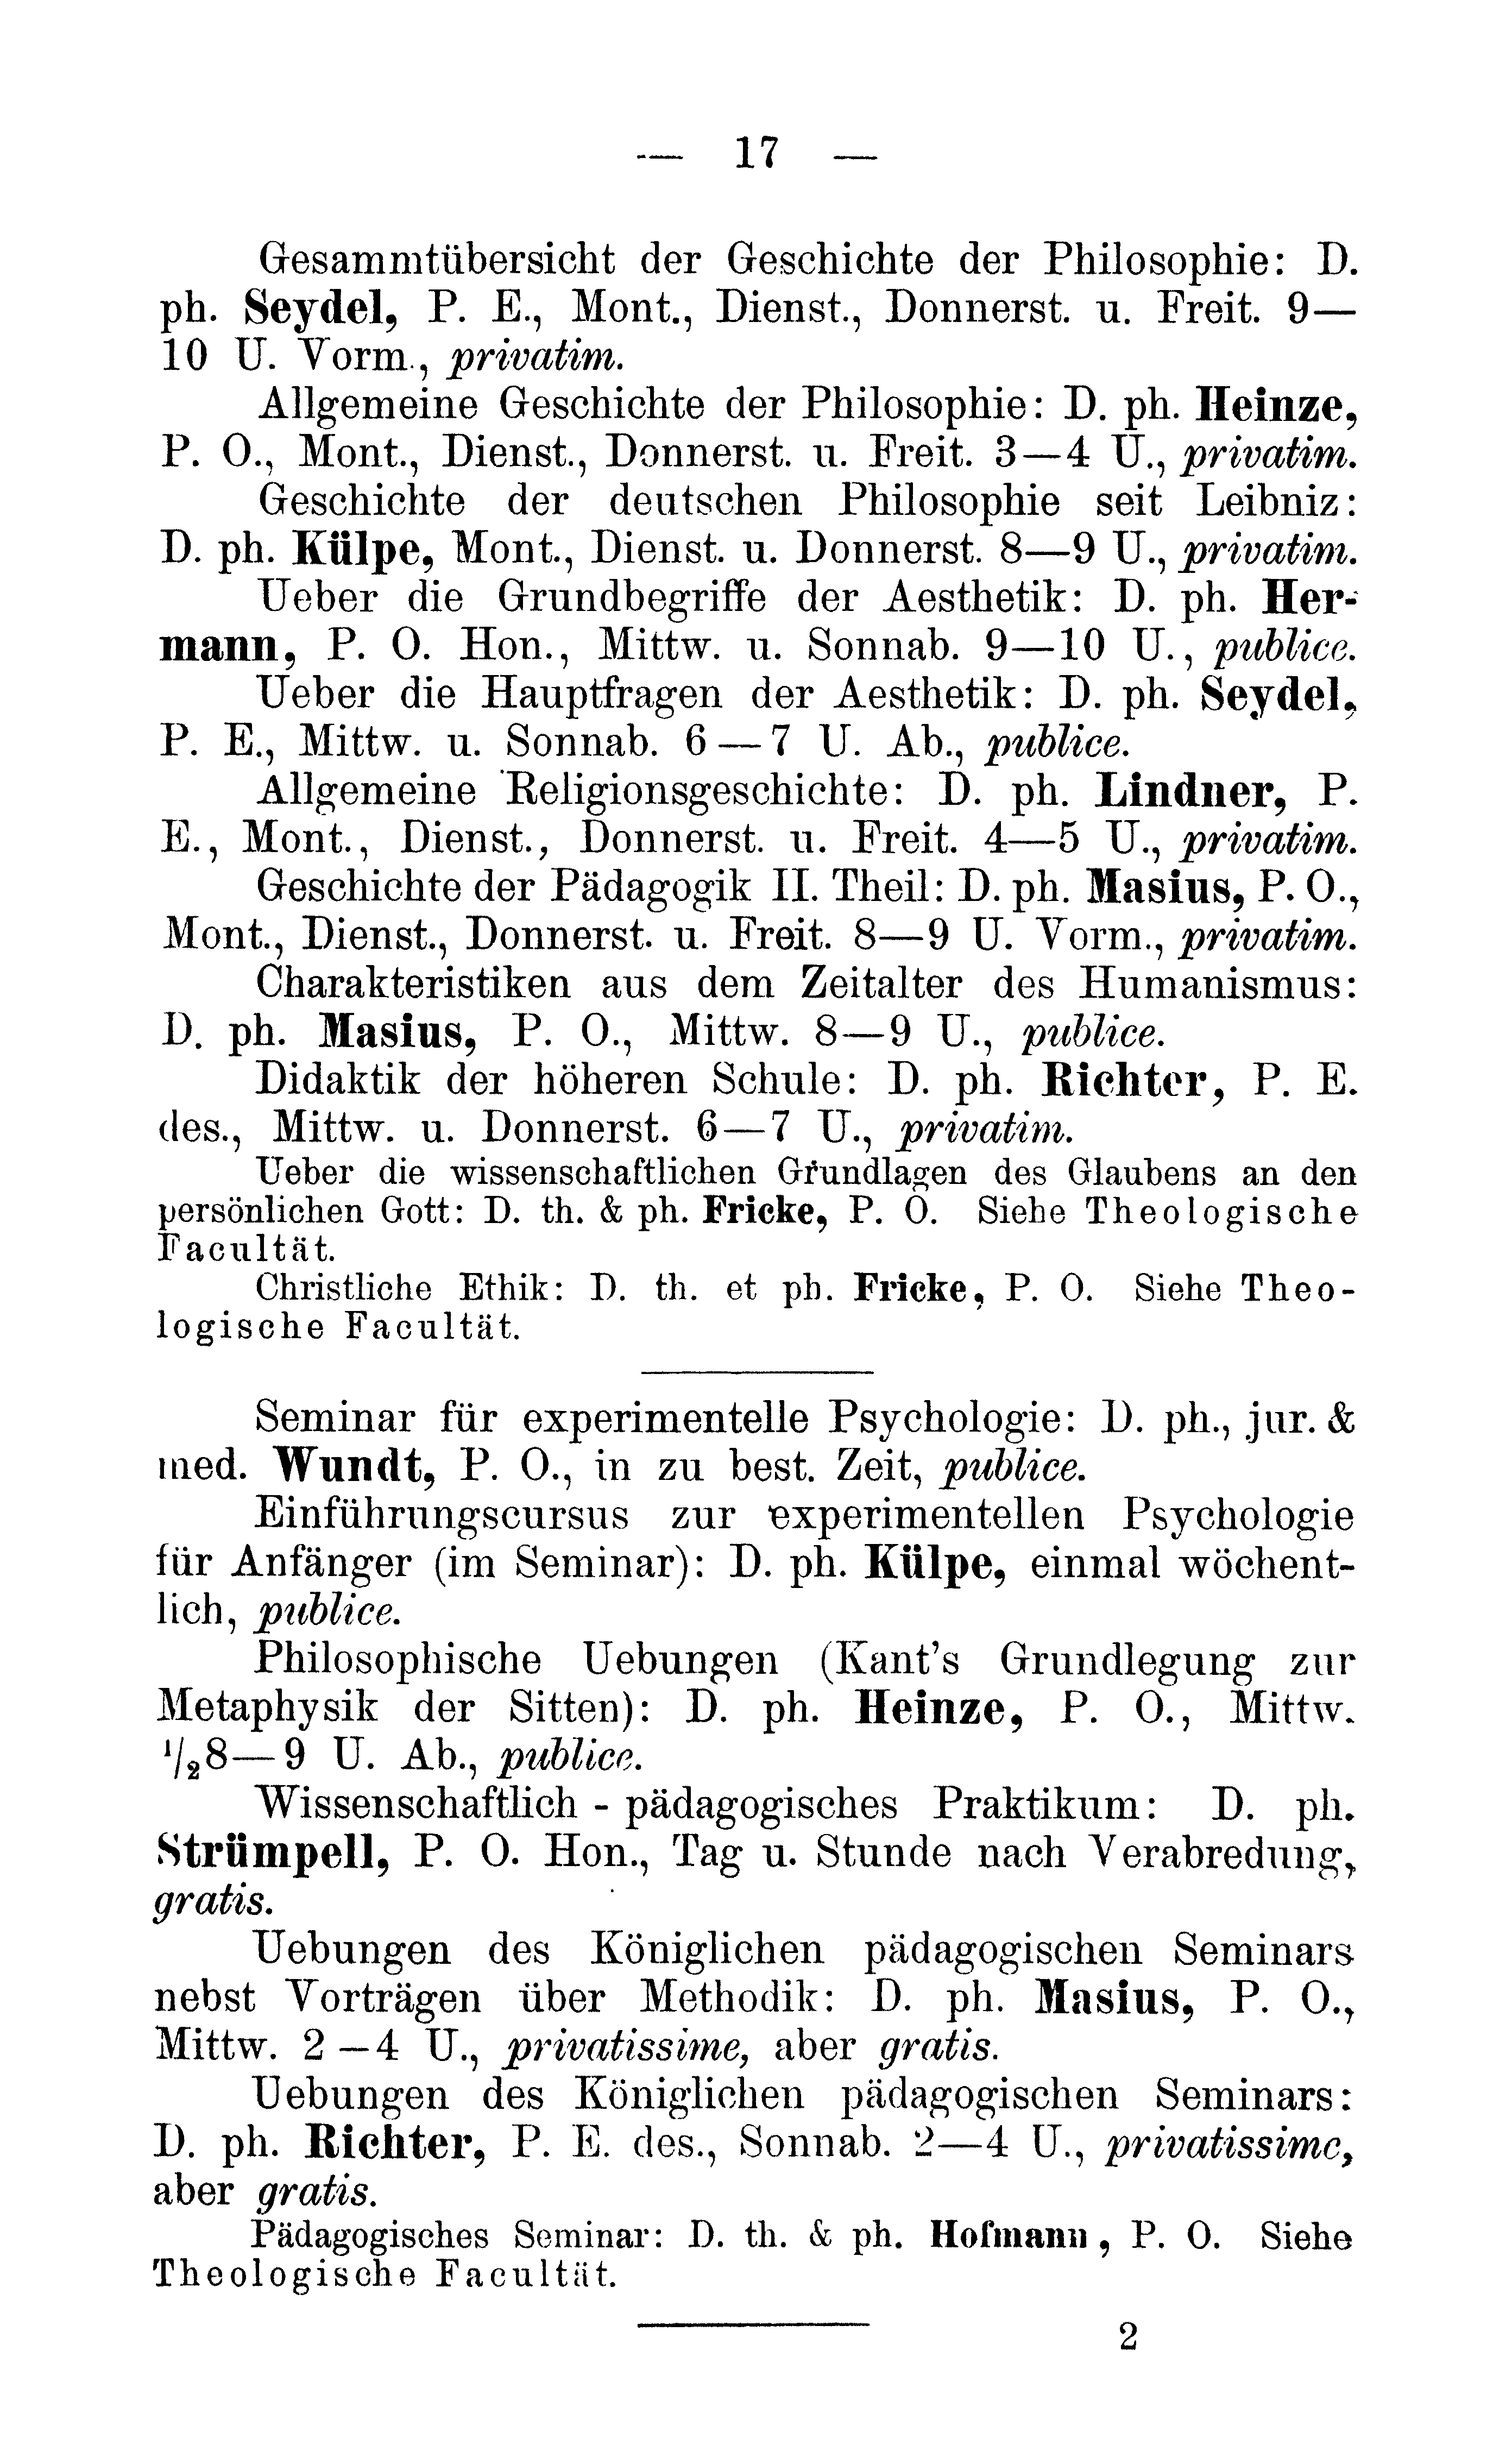 — 17 —
Gesammtübersicht der Geschichte der Philosophie: D.
ph. Seydel, P. E., Mont., Dienst., Donnerst. u. Freit. 9—
10 U. Vorm., privatim.
Allgemeine Geschichte der Philosophie: D. ph. Heinze,
P. O., Mont., Dienst., Donnerst. u. Freit. 3—4 U., privatim.
Geschichte der deutschen Philosophie seit Leibniz:
D. ph. Külpe, Mont., Dienst. u. Donnerst. 8—9 U., privatim.
Ueber die Grundbegriffe der Aesthetik: D. ph. Her-
mann, P. O. Hon., Mittw. u. Sonnab. 9—10 U., publice.
Ueber die Hauptfragen der Aesthetik: D. ph. Seydel,
P. E., Mittw. u. Sonnab. 6—7 U. Ab., publice.
Allgemeine Religionsgeschichte: D. ph. Lindner, P.
E., Mont., Dienst., Donnerst. u. Freit. 4—5 U., privatim.
Geschichte der Pädagogik II. Theil: D. ph. Masius, P. O.,
Mont., Dienst., Donnerst. u. Freit. 8—9 U. Vorm., privatim.
Charakteristiken aus dem Zeitalter des Humanismus:
D. ph. Masius, P. O., Mittw. 8—9 U., publice.
Didaktik der höheren Schule: D. ph. Richter, P. E.
des., Mittw. u. Donnerst. 6—7 U., privatim.
Ueber die wissenschaftlichen Grundlagen des Glaubens an den
persönlichen Gott: D. th. & ph. Fricke, P. O. Siehe Theologische
Facultät.
Christliche Ethik: D. th. et ph. Fricke, P. O. Siehe Theo-
logische Facultät.
Seminar für experimentelle Psychologie: D. ph., jur. &
med. Wundt, P. O., in zu best. Zeit, publice.
Einführungscursus zur experimentellen Psychologie
für Anfänger (im Seminar): D. ph. Külpe, einmal wöchent-
lich, publice.
Philosophische Uebungen (Kant's Grundlegung zur
Metaphysik der Sitten): D. ph. Heinze, P. O., Mittw.
1/28—9 U. Ab., publice.
Wissenschaftlich - pädagogisches Praktikum: D. ph.
Strümpell, P. O. Hon., Tag u. Stunde nach Verabredung,
gratis.
Uebungen des Königlichen pädagogischen Seminars
nebst Vorträgen über Methodik: D. ph. Masius, P. O.,
Mittw. 2—4 U., privatissime, aber gratis.
Uebungen des Königlichen pädagogischen Seminars:
D. ph. Richter, P. E. des., Sonnab. 2—4 U., privatissime,
aber gratis.
Pädagogisches Seminar: D. th. & ph. Hofmann, P. O. Siehe
Theologische Facultät.
2